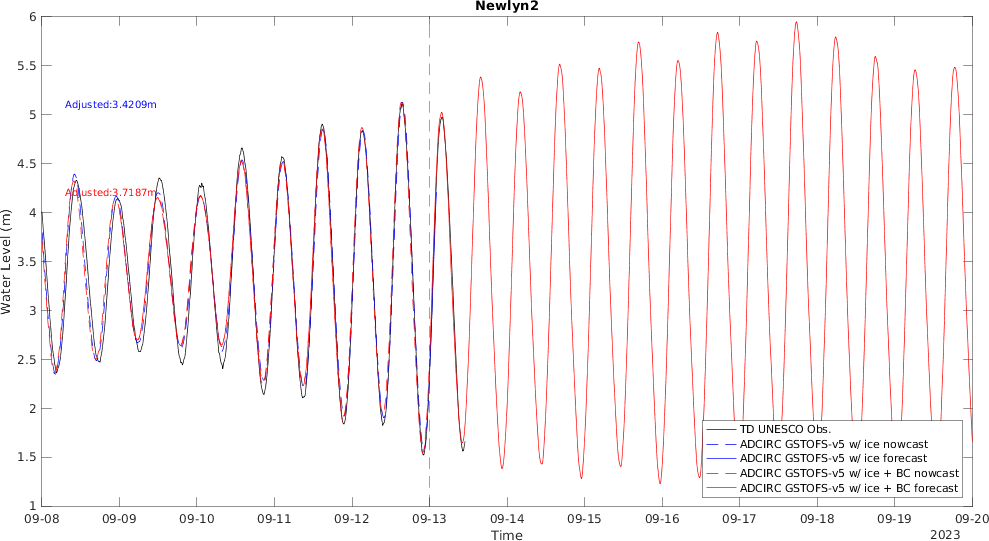 Newlyn2
Water Level (m)
6
5.5
5
4.5
4
3.5
3
2.5
2
1.5
1
Adjusted:3.4209m
Adjusted:3.7187m
TD UNESCO Obs.
ADCIRC GSTOFS-v5 w/ ice nowcast
ADCIRC GSTOFS-v5 w/ ice forecast
ADCIRC GSTOFS-v5 w/ ice + BC nowcast
ADCIRC GSTOFS-v5 w/ ice + BC forecast
09-08 09-09 09-10 09-11 09-12 09-13 09-14 09-15 09-16 09-17 09-18 09-19 09-20
Time
2023